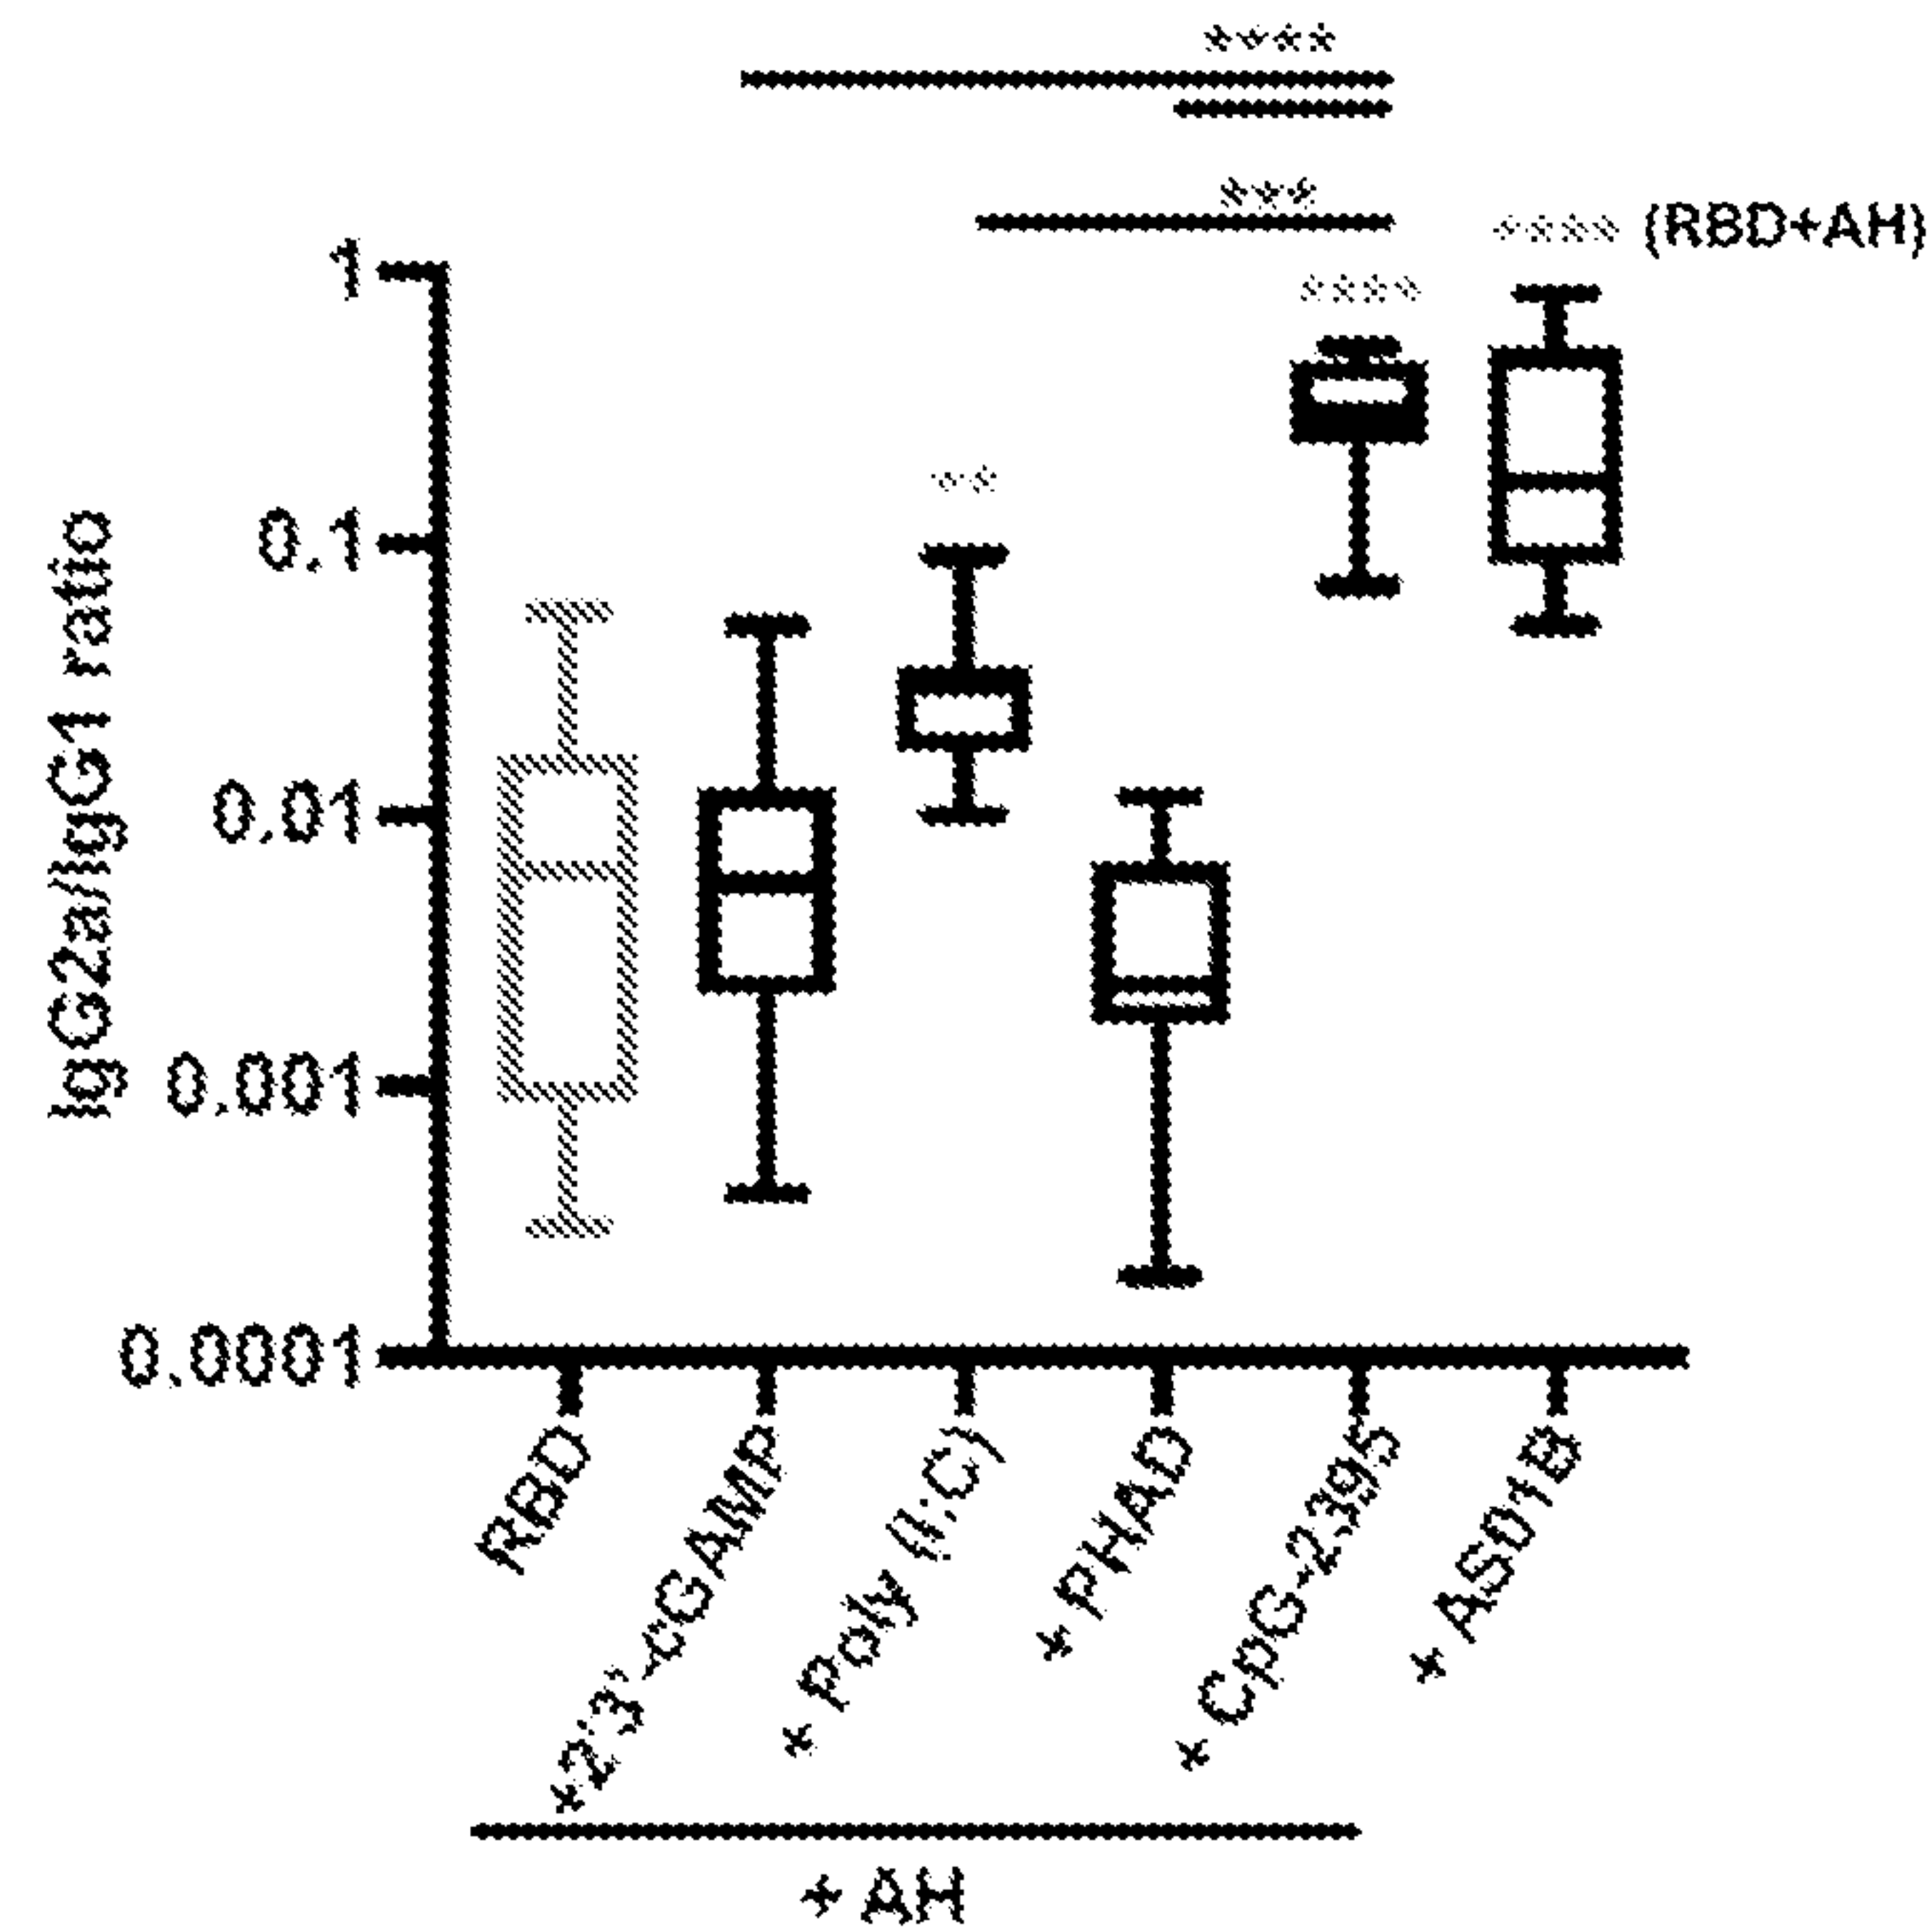 ****
***
**** (RBD+AH)
****
**
1
0.1
0.01
0.001
0.0001
IgG2a/IgG1 ratio
RBD
+2'3'-cGAMP
+ Poly (I:C)
+ PHAD
+ CpG-2395
+ AS01B
+ AH